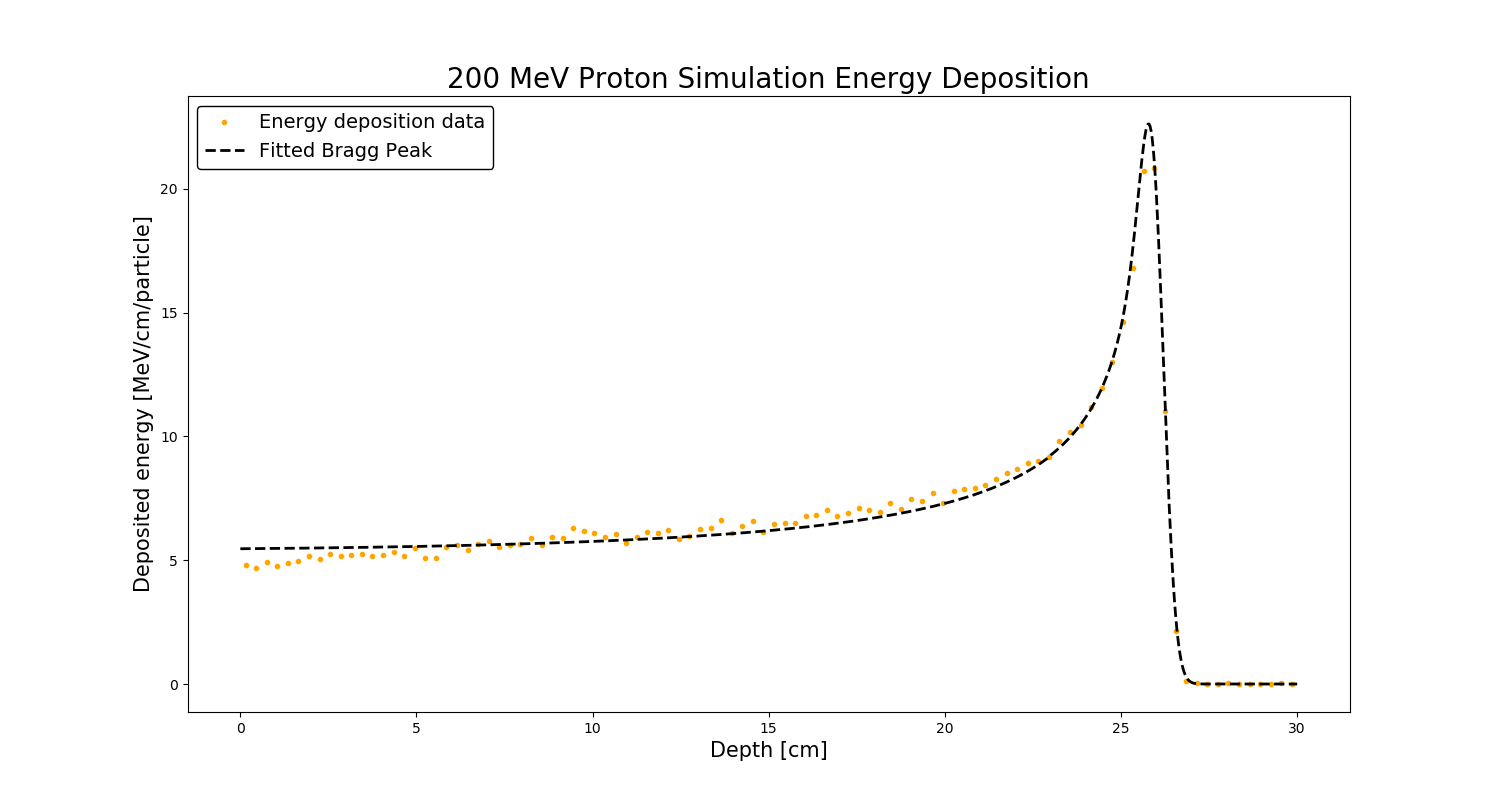 200 MeV Proton Simulation Energy Deposition
Energy deposition data
Fitted Bragg Peak
Deposited energy [MeV/cm/particle]
20
15
10
5
0
0 5 10 15 20 25 30
Depth [cm]